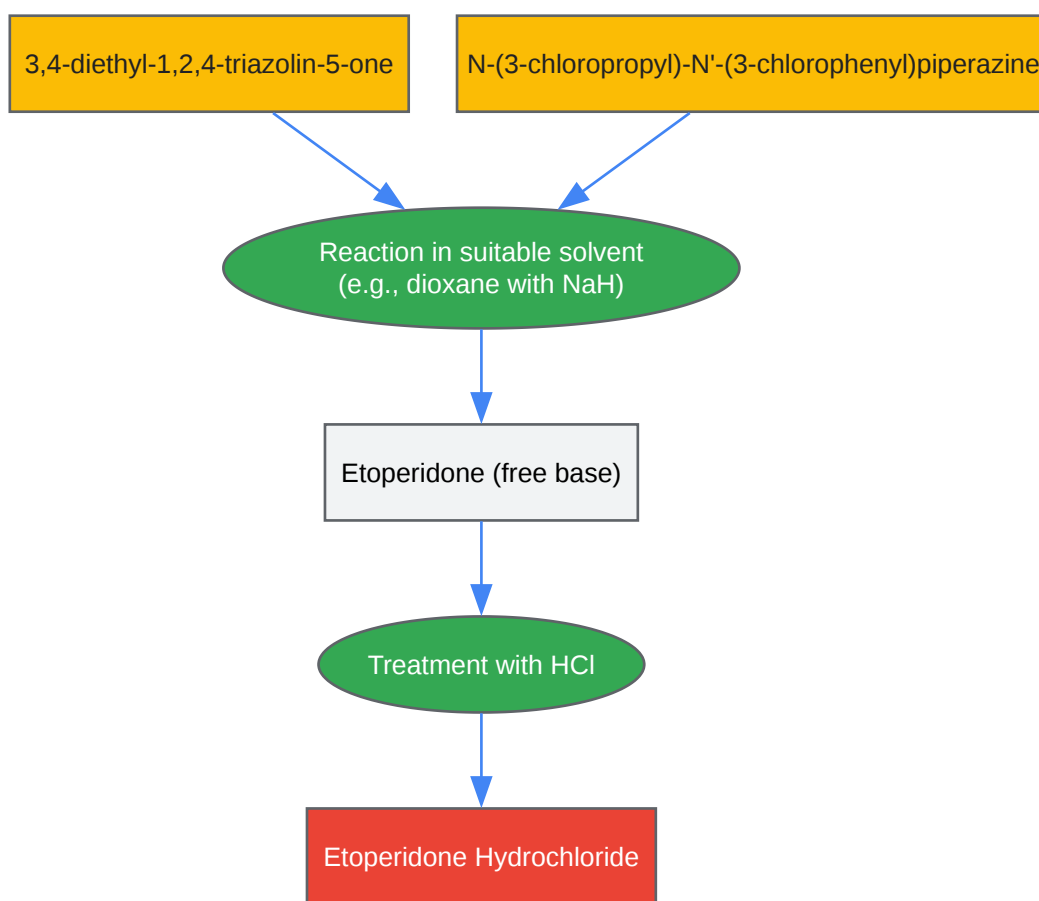 3,4-diethyl-1,2,4-triazolin-5-one
N-(3-chloropropyl)-N'-(3-chlorophenyl)piperazine
Reaction in suitable solvent
(e.g., dioxane with NaH)
Etoperidone (free base)
Treatment with HCl
Etoperidone Hydrochloride